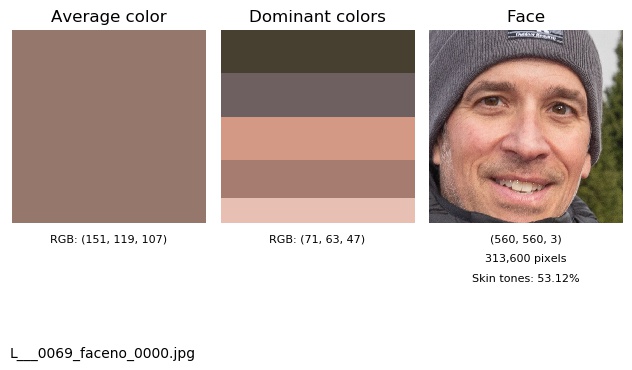 Average color
Dominant colors
Face
RGB: (151, 119, 107)
RGB: (71, 63, 47)
(560, 560, 3)
313,600 pixels
Skin tones: 53.12%
L___0069_faceno_0000.jpg